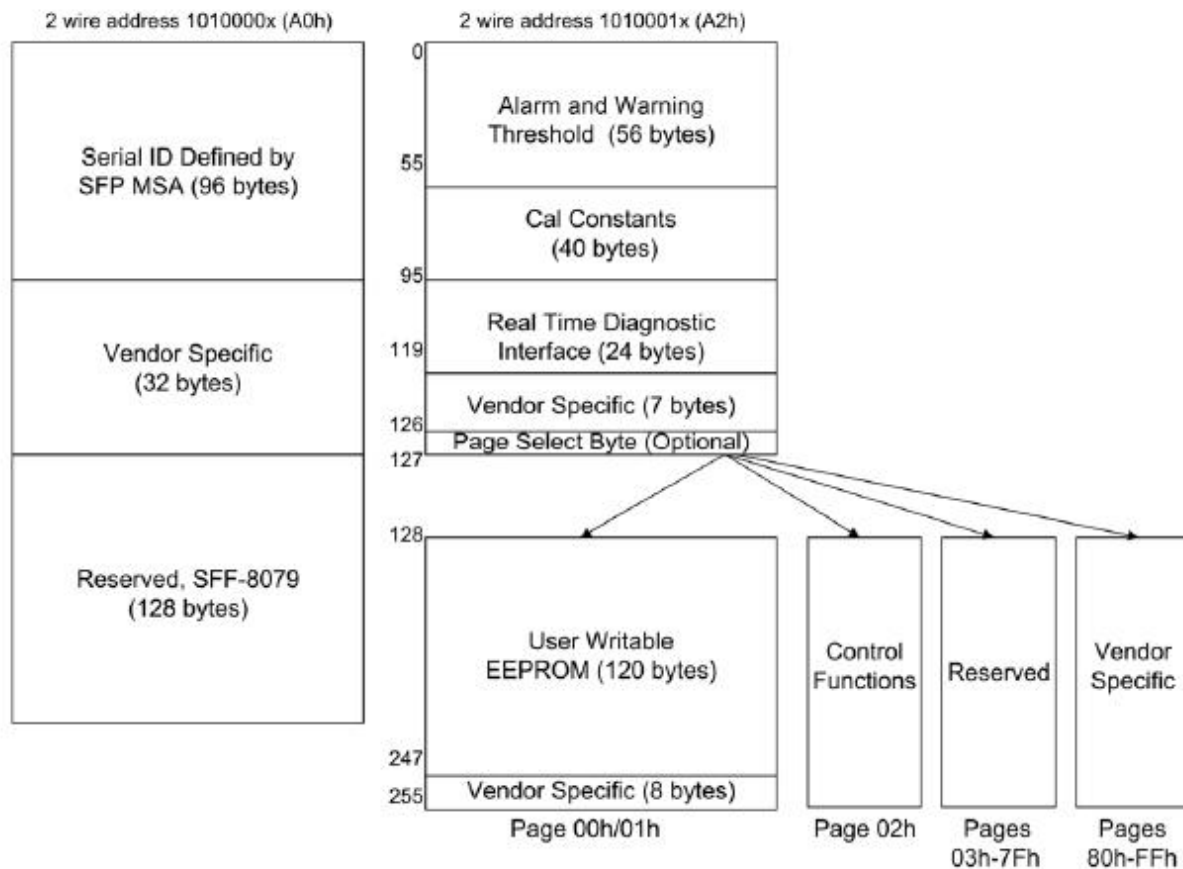 2 wire address 1010000x (A0h)
Serial ID Defined by
SFP MSA (96 bytes)
Vendor Specific
(32 bytes)
Reserved, SFF-8079
(128 bytes)
2 wire address 1010001x (A2h)
0
Alarm and Warning
Threshold (56 bytes)
55
Cal Constants
(40 bytes)
95
Real Time Diagnostic
Interface (24 bytes)
119
Vendor Specific (7 bytes)
126
Page Select Byte (Optional)
127
128
User Writable
EEPROM (120 bytes)
247
Vendor Specific (8 bytes)
255
Page 00h/01h
Control
Functions
Page 02h
Reserved
Pages
03h-7Fh
Vendor
Specific
Pages
80h-FFh